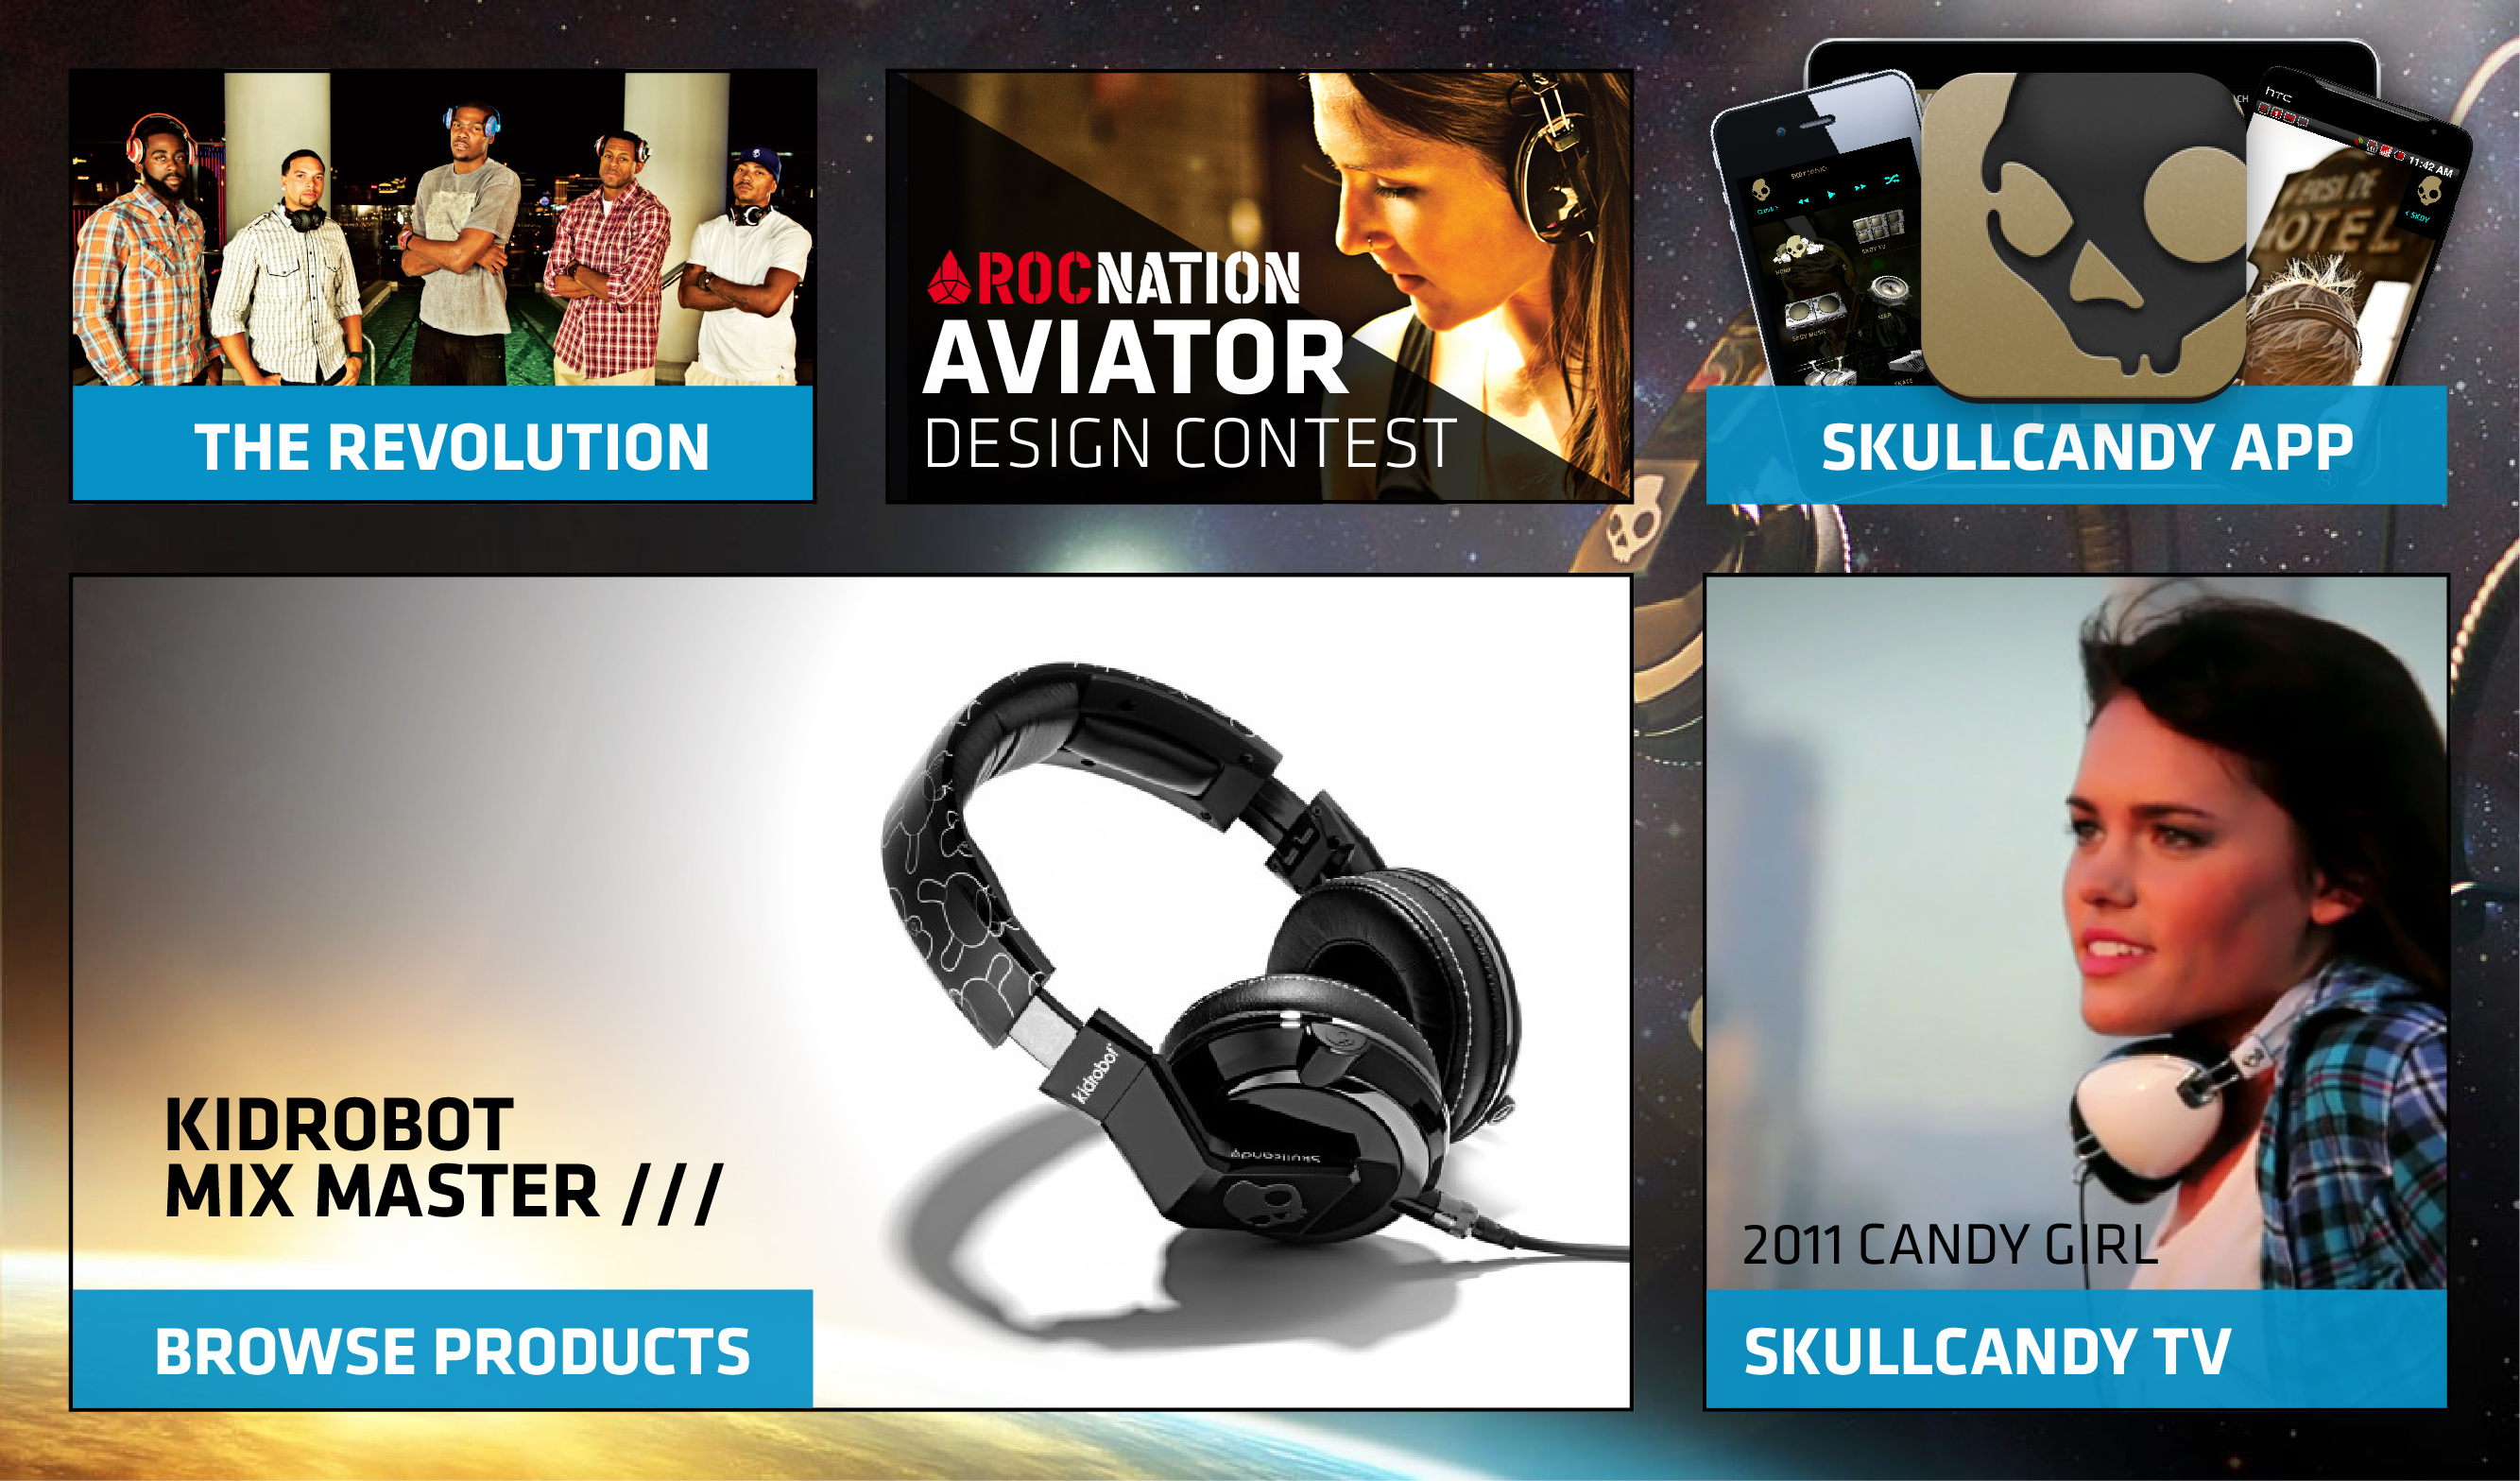 THE REVOLUTION
ROCNATION
AVIATOR
DESIGN CONTEST
htc
11:42 AM
HOTEL
SKULLCANDY APP
KIDROBOT
MIX MASTER ///
BROWSE PRODUCTS
kidrobot
Skullcandy
2011 CANDY GIRL
SKULLCANDY TV